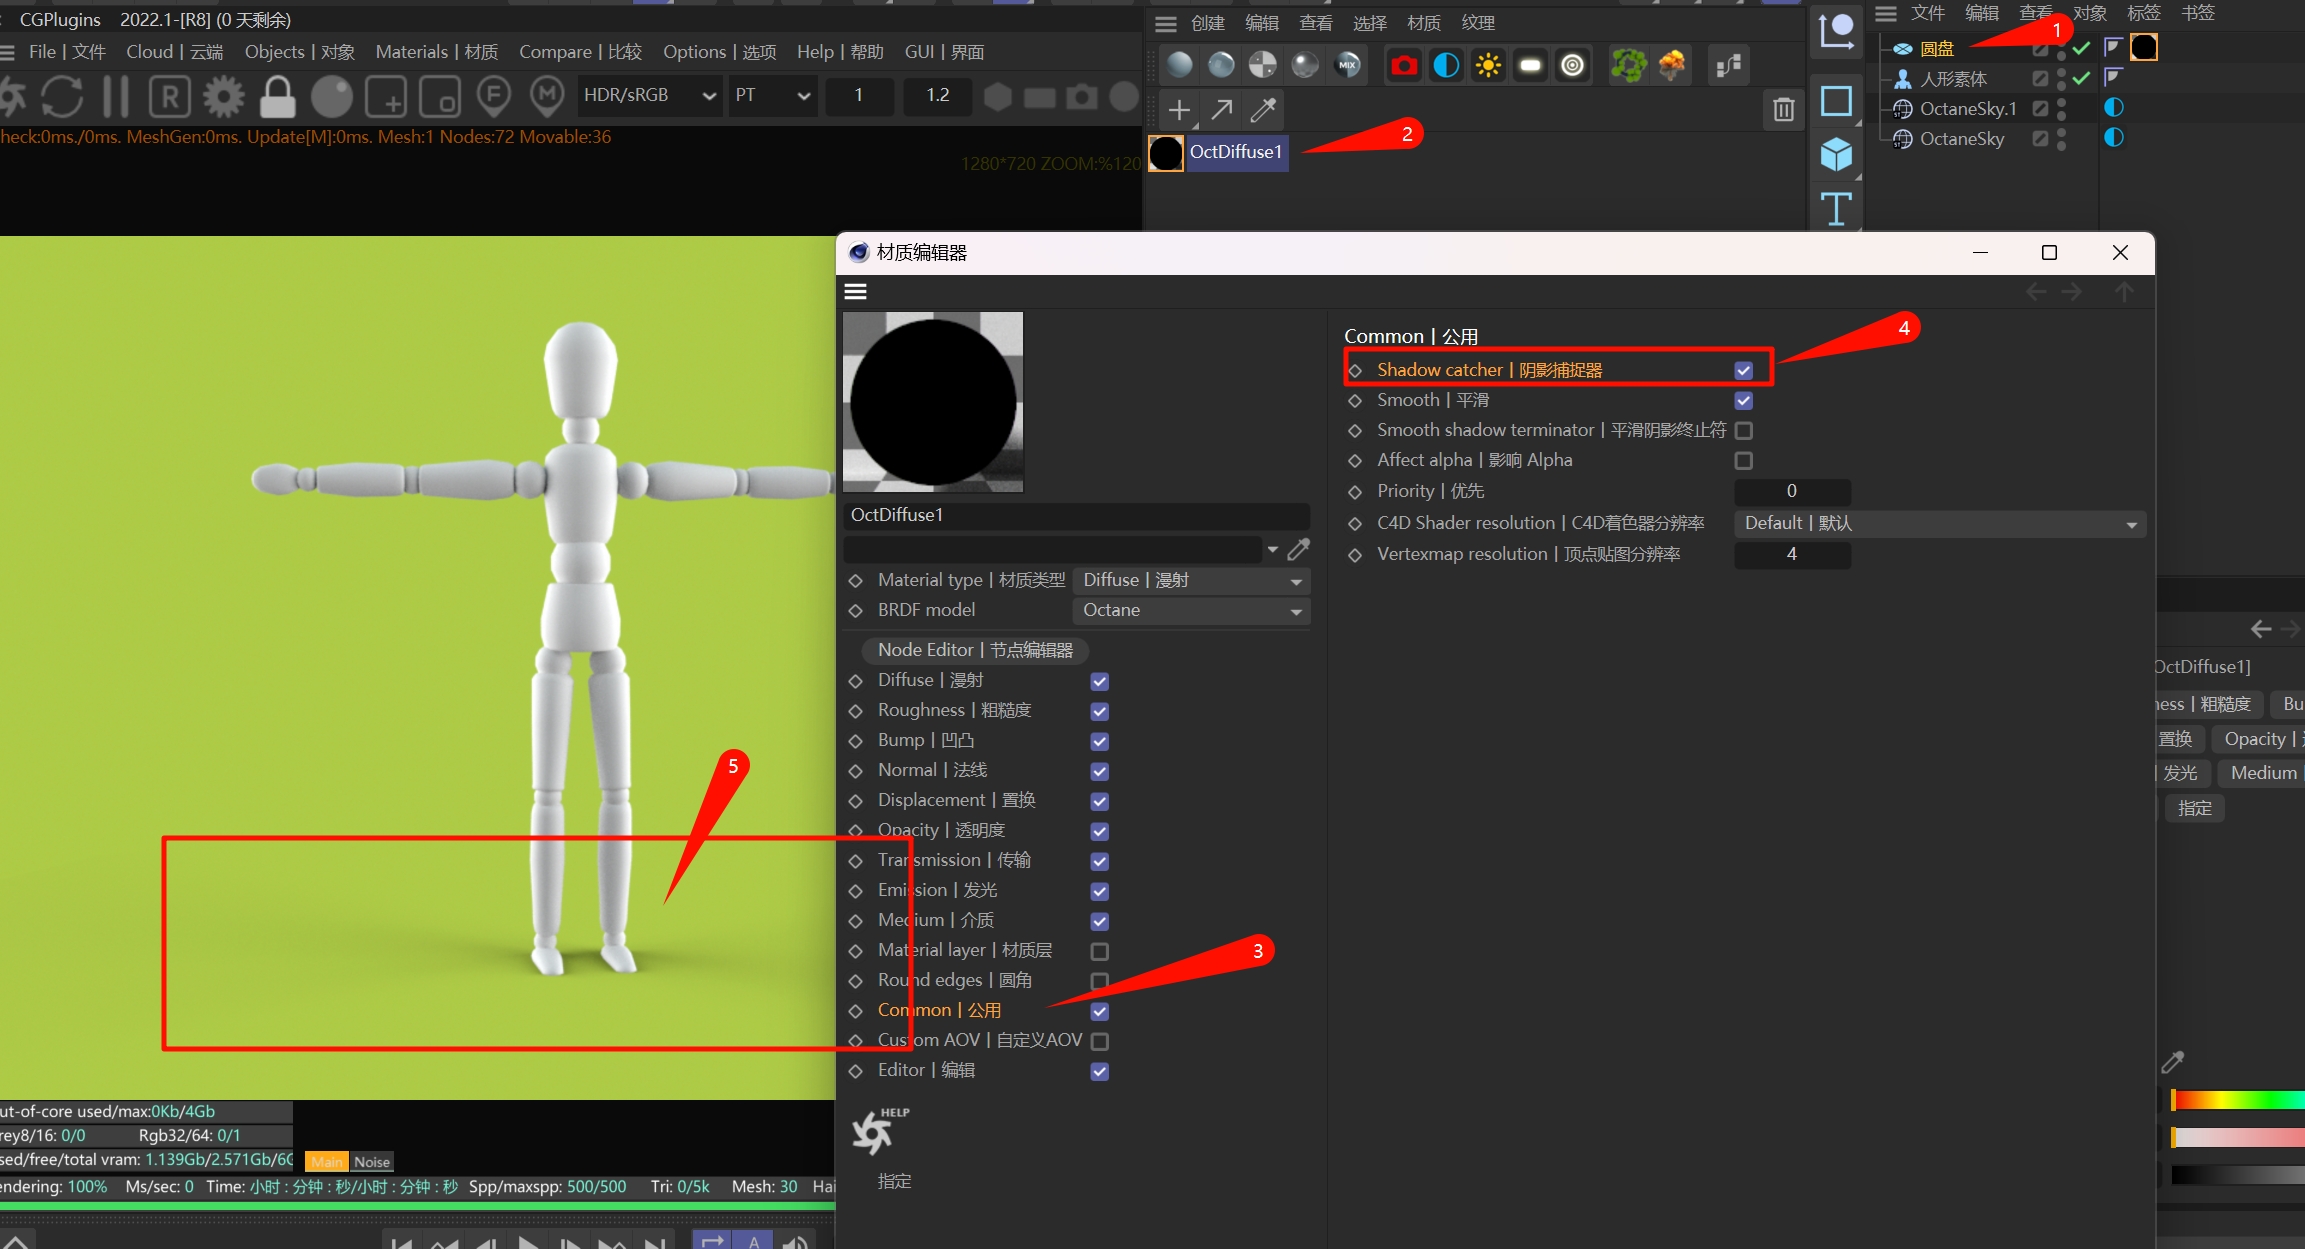 CGPlugins 2022.1-[R8] (0 天剩余)
File | 文件 Cloud | 云端 Objects | 对象 Materials | 材质 Compare | 比较 Options | 选项 Help | 帮助 GUI | 界面
R F M HDR/sRGB PT 1 1.2
heck:0ms./0ms. MeshGen:0ms. Update[M]:0ms. Mesh:1 Nodes:72 Movable:36
1280*720 ZOOM:%120
创建 编辑 查看 选择 材质 纹理
MIX
OctDiffuse1
2
文件 编辑 查看 对象 标签 书签
圆盘
1
人形素体
OctaneSky.1
OctaneSky
T
材质编辑器
OctDiffuse1
Material type | 材质类型 Diffuse | 漫射
BRDF model Octane
Node Editor | 节点编辑器
Diffuse | 漫射
Roughness | 粗糙度
Bump | 凹凸
Normal | 法线
Displacement | 置换
Opacity | 透明度
Transmission | 传输
Emission | 发光
Medium | 介质
Material layer | 材质层
Round edges | 圆角
Common | 公用
Custom AOV | 自定义AOV
Editor | 编辑
HELP
指定
Common | 公用
Shadow catcher | 阴影捕捉器
Smooth | 平滑
Smooth shadow terminator | 平滑阴影终止符
Affect alpha | 影响 Alpha
Priority | 优先 0
C4D Shader resolution | C4D着色器分辨率 Default | 默认
Vertexmap resolution | 顶点贴图分辨率 4
4
3
5
OctDiffuse1]
ness | 粗糙度 Bu
置换 Opacity |
| 发光 Medium
指定
ut-of-core used/max:0Kb/4Gb
rey8/16: 0/0 Rgb32/64: 0/1
sed/free/total vram: 1.139Gb/2.571Gb/6G
Main Noise
endering: 100% Ms/sec: 0 Time: 小时 : 分钟 : 秒/小时 : 分钟 : 秒 Spp/maxspp: 500/500 Tri: 0/5k Mesh: 30 Hai
A